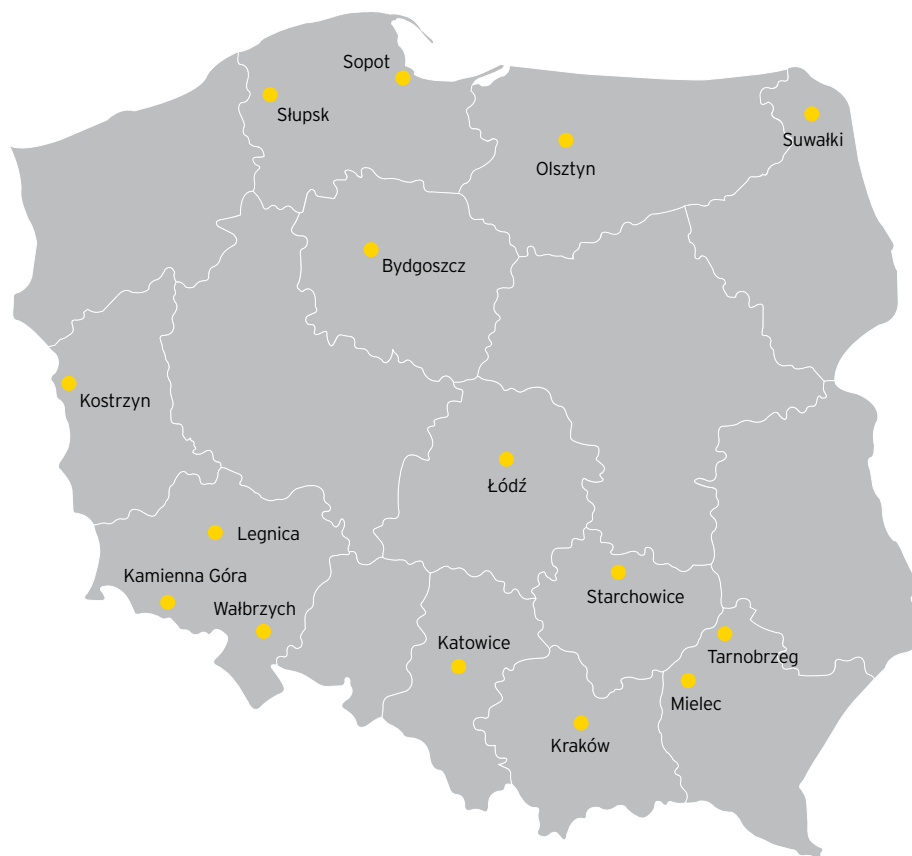 Sopot
Słupsk
Suwałki
Olsztyn
Bydgoszcz
Kostrzyn
Łódź
Legnica
Kamienna Góra
Starchowice
Wałbrzych
Katowice
Tarnobrzeg
Mielec
Kraków